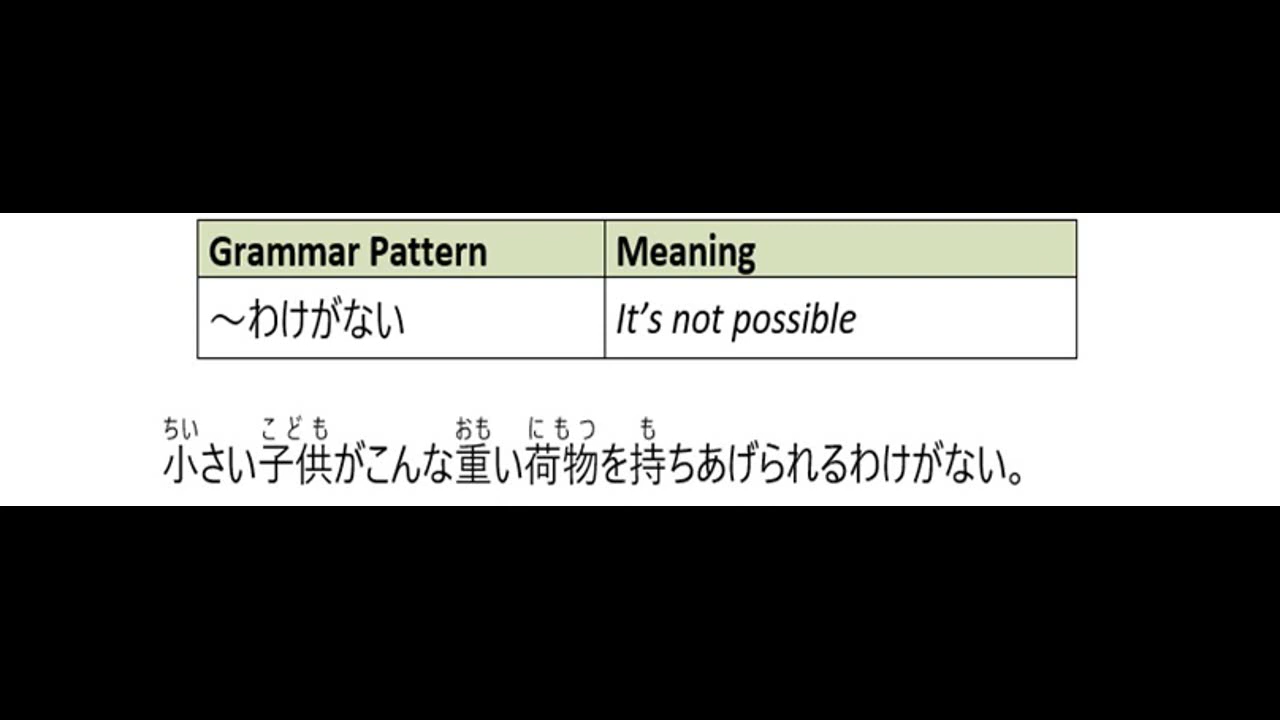 Grammar Pattern Meaning
～わけがない It's not possible
ちい こども おも にもつ も
小さい子供がこんな重い荷物を持ちあげられるわけがない。